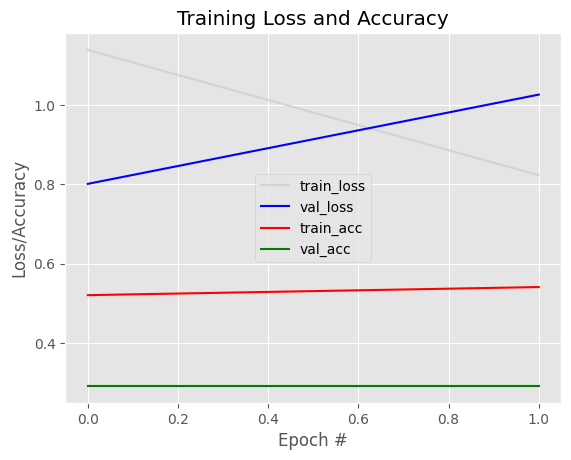 Training Loss and Accuracy
Loss/Accuracy
1.0
0.8
0.6
0.4
train_loss
val_loss
train_acc
val_acc
0.0 0.2 0.4 0.6 0.8 1.0
Epoch #